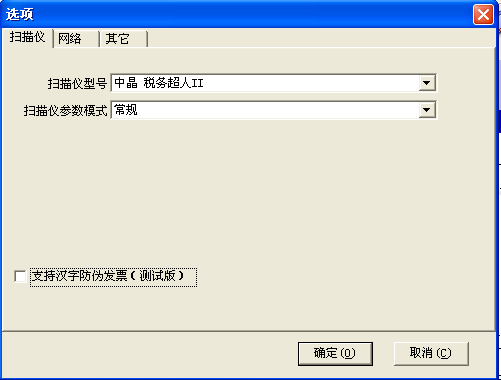 选项
扫描仪 网络 其它
扫描仪型号 中晶 税务超人II
扫描仪参数模式 常规
支持汉字防伪发票(测试版)
确定(O) 取消(C)